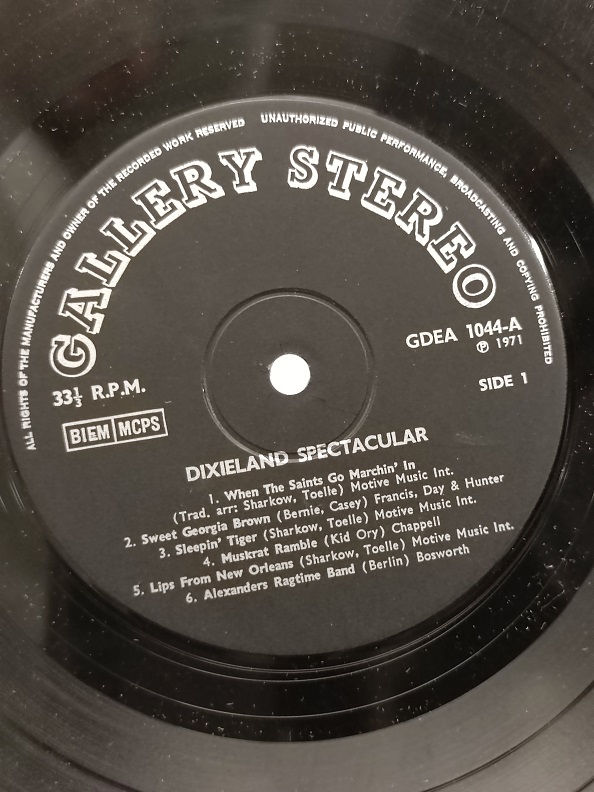 ALL RIGHTS OF THE MANUFACTURERS AND OWNER OF THE RECORDED WORK RESERVED UNAUTHORIZED PUBLIC PERFORMANCE, BROADCASTING AND COPYING PROHIBITED
GALLERY STEREO
33⅓ R.P.M.
BIEM MCPS
GDEA 1044-A
℗ 1971
SIDE 1
DIXIELAND SPECTACULAR
1. When The Saints Go Marchin' In
(Trad. arr: Sharkow, Toelle) Motive Music Int.
2. Sweet Georgia Brown (Bernie, Casey) Francis, Day & Hunter
3. Sleepin' Tiger (Sharkow, Toelle) Motive Music Int.
4. Muskrat Ramble (Kid Ory) Chappell
5. Lips From New Orleans (Sharkow, Toelle) Motive Music Int.
6. Alexanders Ragtime Band (Berlin) Bosworth